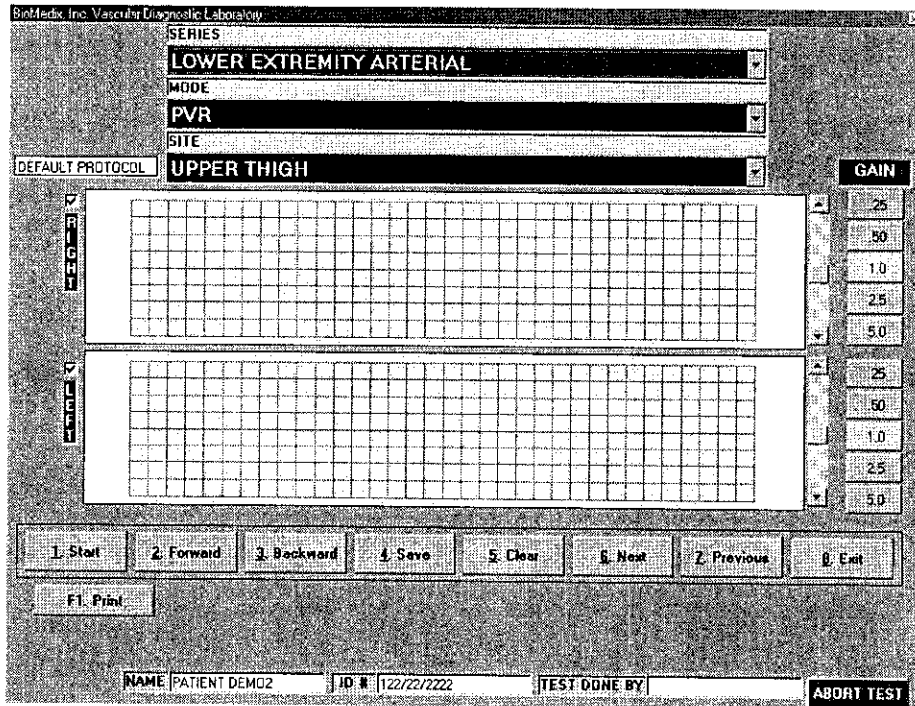 BioMedix, Inc. Vascular Diagnostic Laboratory
SERIES
LOWER EXTREMITY ARTERIAL
MODE
PVR
SITE
DEFAULT PROTOCOL
UPPER THIGH
GAIN
RIGHT
.25
.50
1.0
2.5
5.0
LEFT
.25
.50
1.0
2.5
5.0
1. Start
2. Forward
3. Backward
4. Save
5. Clear
6. Next
7. Previous
8. Exit
F1. Print
NAME PATIENT DEMO2 ID # 122/22/2222 TEST DONE BY
ABORT TEST